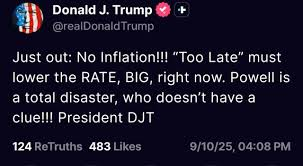 Donald J. Trump
@realDonaldTrump
Just out: No Inflation!!! “Too Late” must
lower the RATE, BIG, right now. Powell is
a total disaster, who doesn’t have a
clue!!! President DJT
124 ReTruths 483 Likes 9/10/25, 04:08 PM